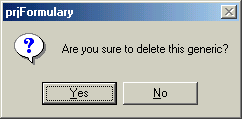 prjFormulary
Are you sure to delete this generic?
Yes
No